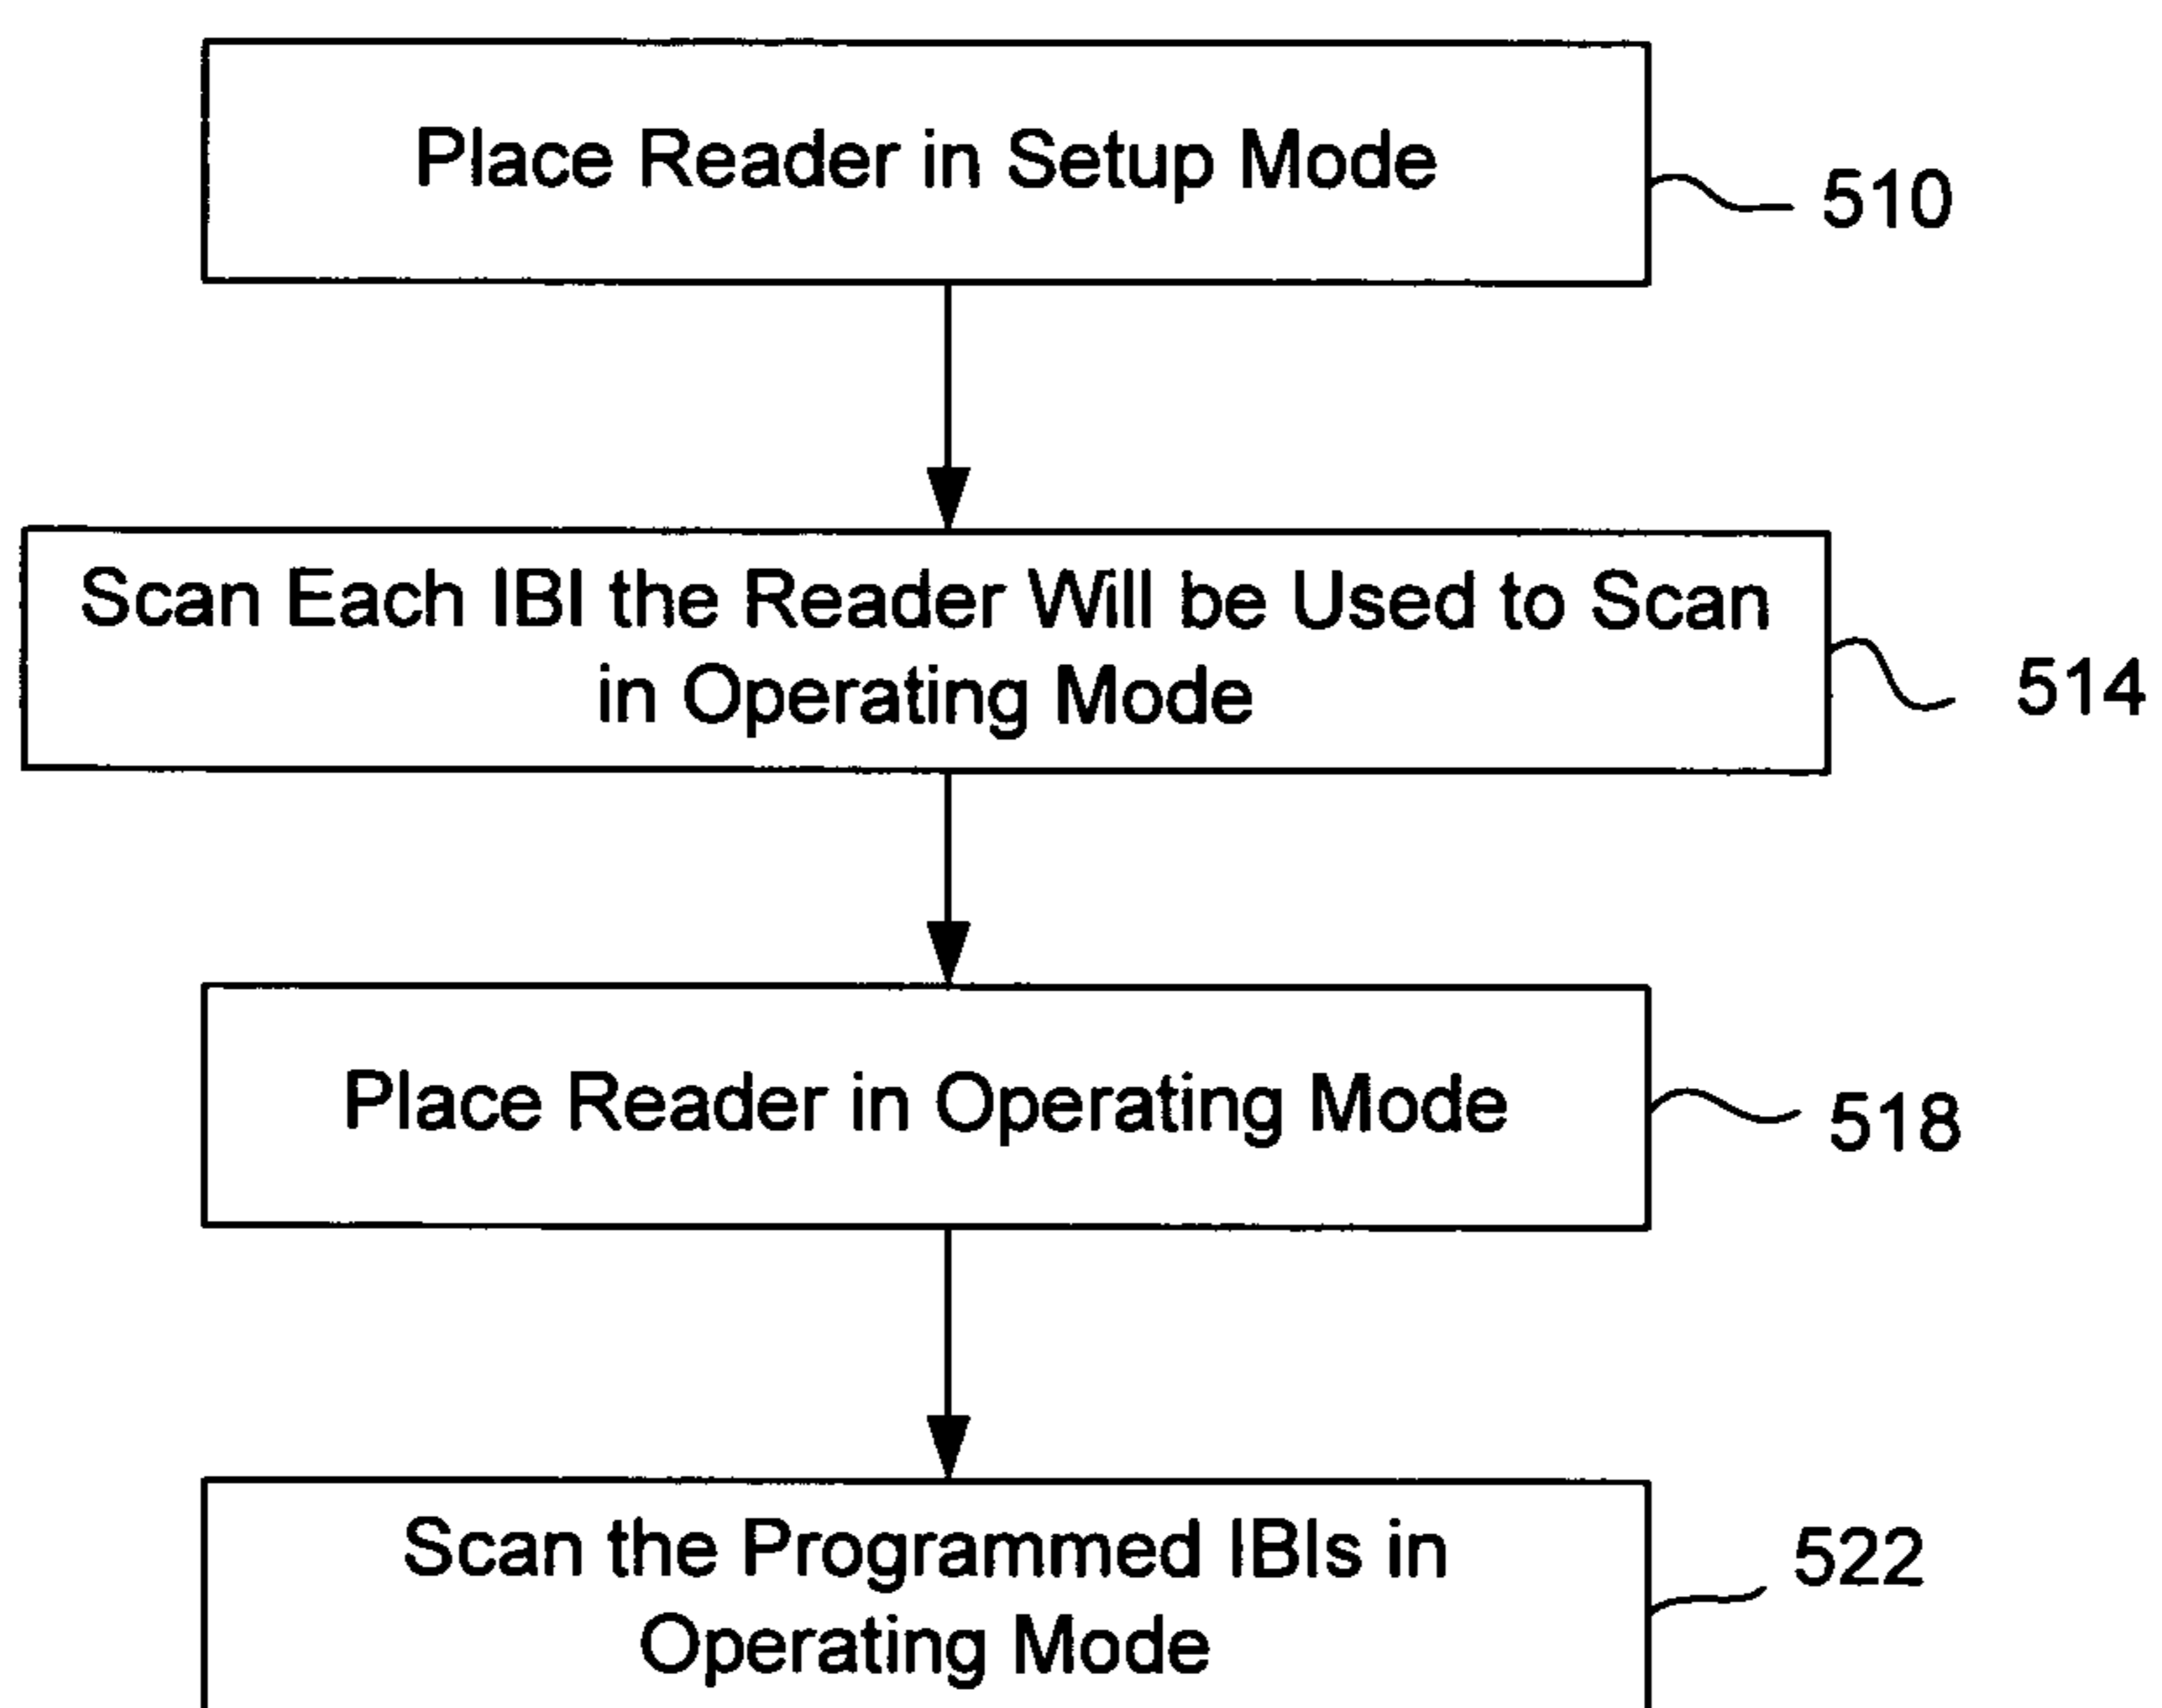 Place Reader in Setup Mode
510
Scan Each IBI the Reader Will be Used to Scan
in Operating Mode
514
Place Reader in Operating Mode
518
Scan the Programmed IBIs in
Operating Mode
522